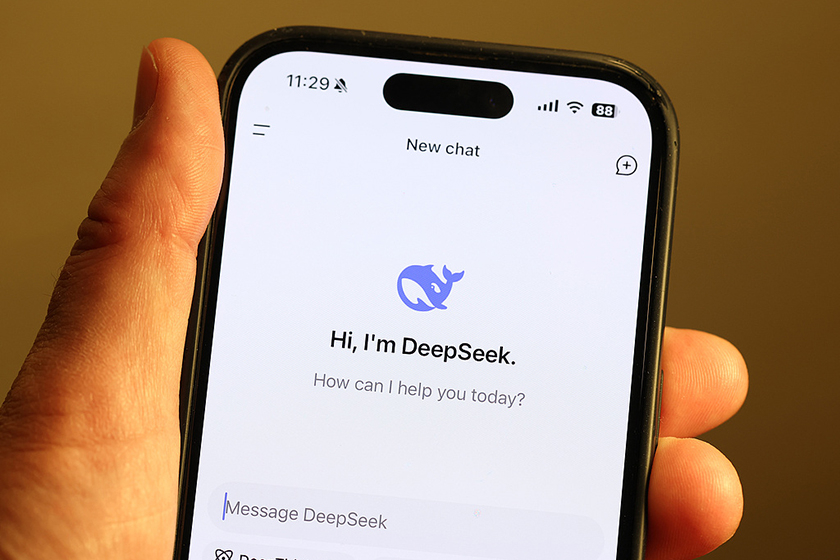 11:29
88
New chat
Hi, I'm DeepSeek.
How can I help you today?
Message DeepSeek